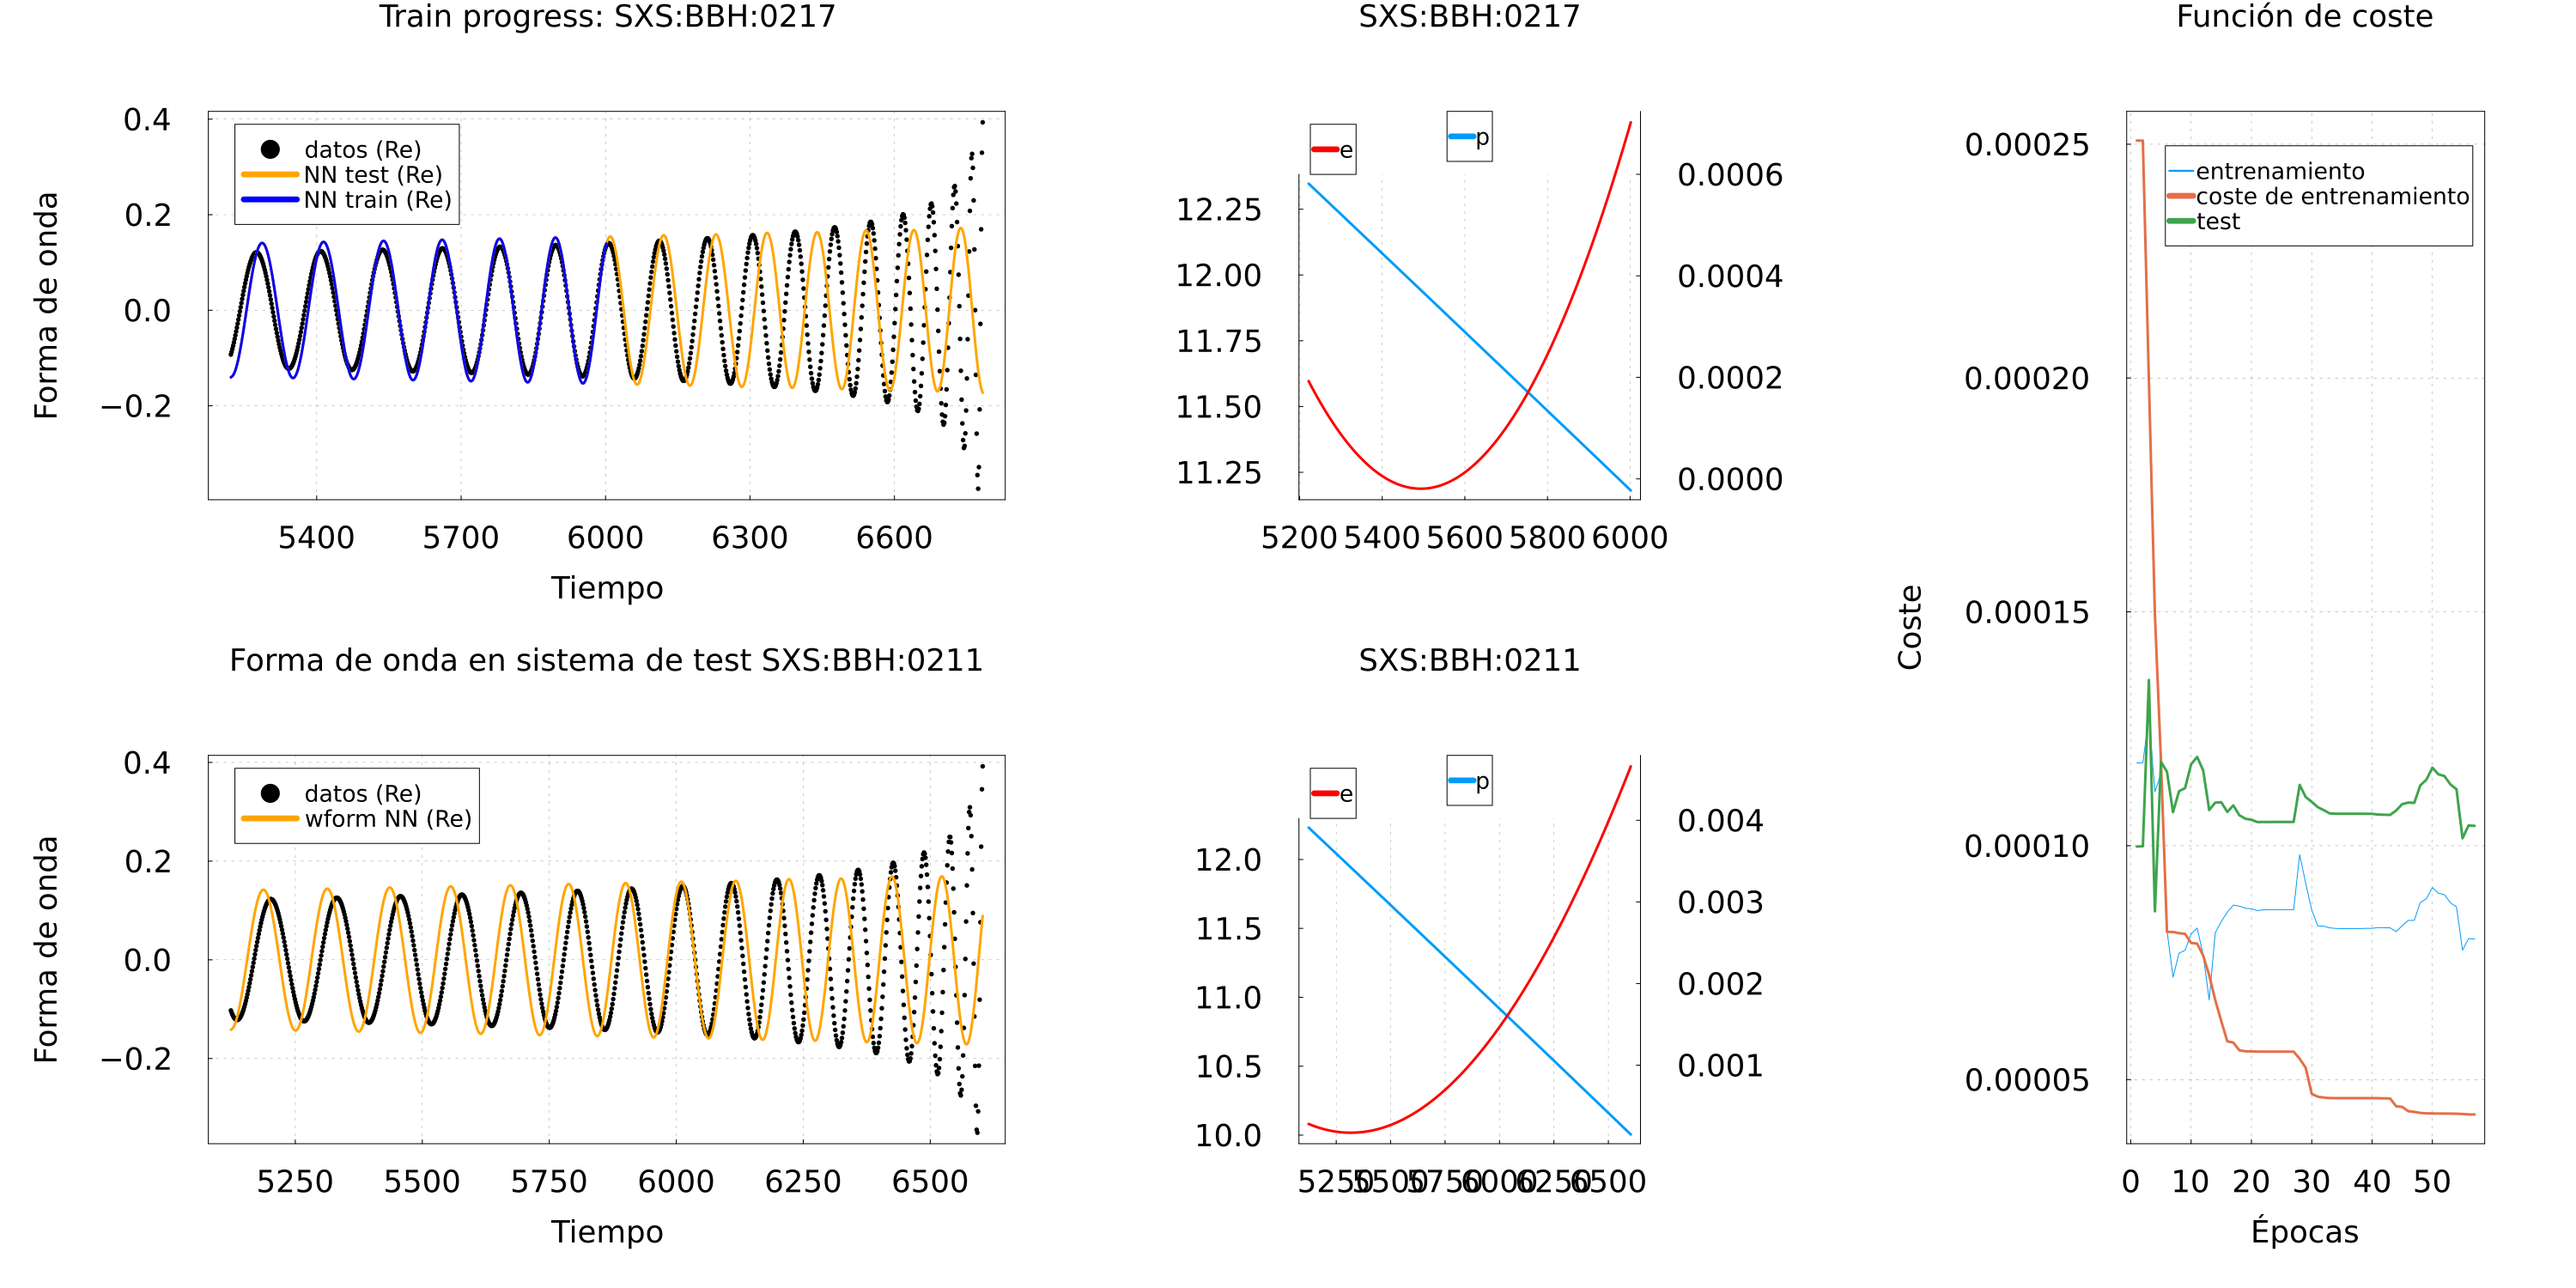 Train progress: SXS:BBH:0217
0.4
0.2
0.0
−0.2
Forma de onda
datos (Re)
NN test (Re)
NN train (Re)
5400 5700 6000 6300 6600
Tiempo
SXS:BBH:0217
e
p
12.25
12.00
11.75
11.50
11.25
0.0006
0.0004
0.0002
0.0000
5200 5400 5600 5800 6000
Forma de onda en sistema de test SXS:BBH:0211
0.4
0.2
0.0
−0.2
Forma de onda
datos (Re)
wform NN (Re)
5250 5500 5750 6000 6250 6500
Tiempo
SXS:BBH:0211
e
p
12.0
11.5
11.0
10.5
10.0
0.004
0.003
0.002
0.001
5250 5500 5750 6000 6250 6500
Función de coste
Coste
0.00025
0.00020
0.00015
0.00010
0.00005
entrenamiento
coste de entrenamiento
test
0 10 20 30 40 50
Épocas